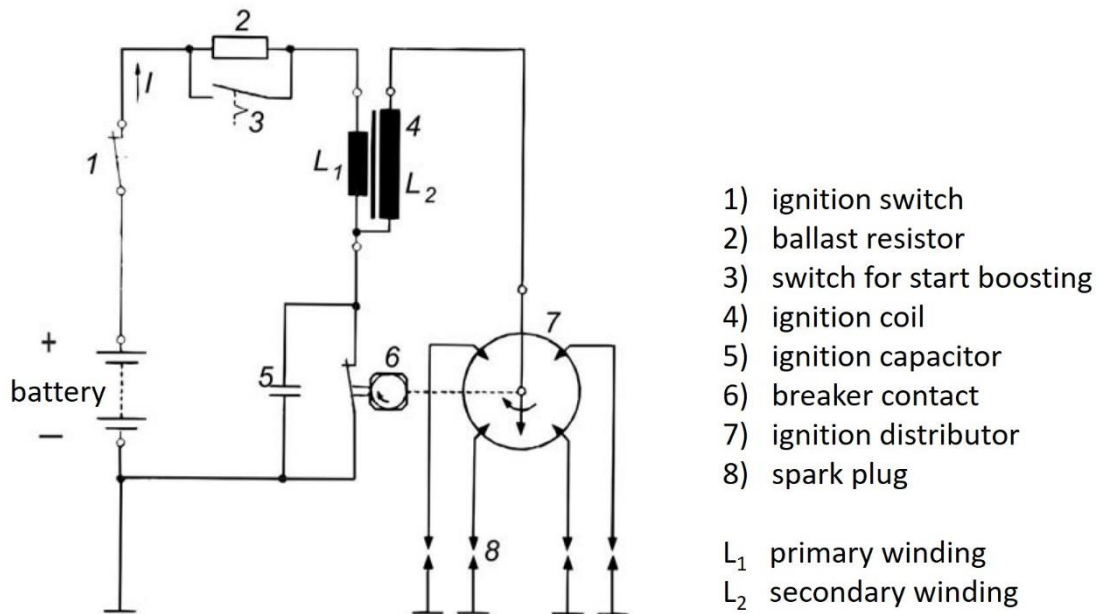 2
I
3
1
4
L1
L2
+
battery
−
5
6
7
8
1) ignition switch
2) ballast resistor
3) switch for start boosting
4) ignition coil
5) ignition capacitor
6) breaker contact
7) ignition distributor
8) spark plug
L1 primary winding
L2 secondary winding